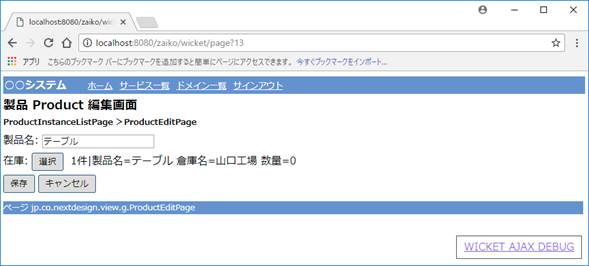 localhost:8080/zaiko/wic
localhost:8080/zaiko/wicket/page?13
アプリ こちらのブックマーク バーにブックマークを追加すると簡単にページにアクセスできます。 今すぐブックマークをインポート...
〇〇システム ホーム サービス一覧 ドメイン一覧 サインアウト
製品 Product 編集画面
ProductInstanceListPage > ProductEditPage
製品名: テーブル
在庫: 選択 1件|製品名=テーブル 倉庫名=山口工場 数量=0
保存 キャンセル
ページ jp.co.nextdesign.view.g.ProductEditPage
WICKET AJAX DEBUG